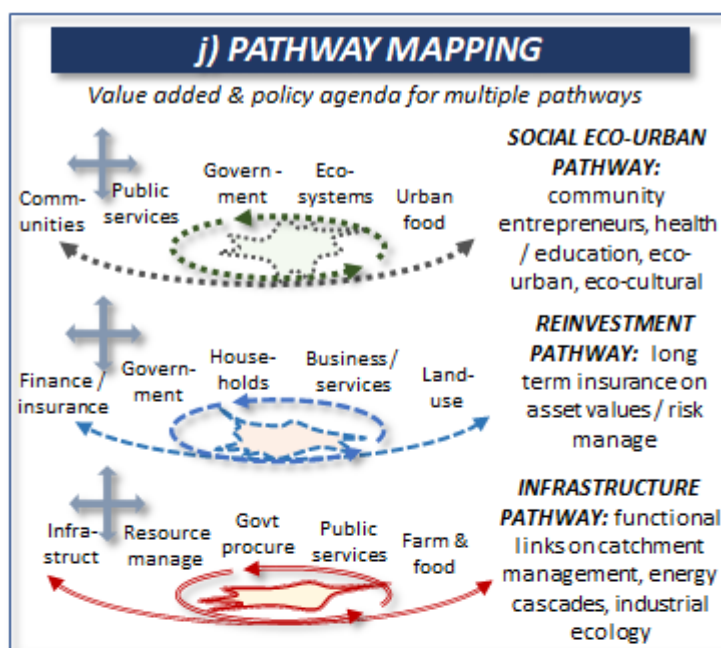 j) PATHWAY MAPPING
Value added & policy agenda for multiple pathways
Comm-
unities
Public
services
Govern -
ment
Eco-
systems
Urban
food
SOCIAL ECO-URBAN
PATHWAY:
community
entrepreneurs, health
/ education, eco-
urban, eco-cultural
Finance /
insurance
Govern-
ment
House-
holds
Business/
services
Land-
use
REINVESTMENT
PATHWAY: long
term insurance on
asset values / risk
manage
Infra-
struct
Resource
manage
Govt
procure
Public
services
Farm &
food
INFRASTRUCTURE
PATHWAY: functional
links on catchment
management, energy
cascades, industrial
ecology